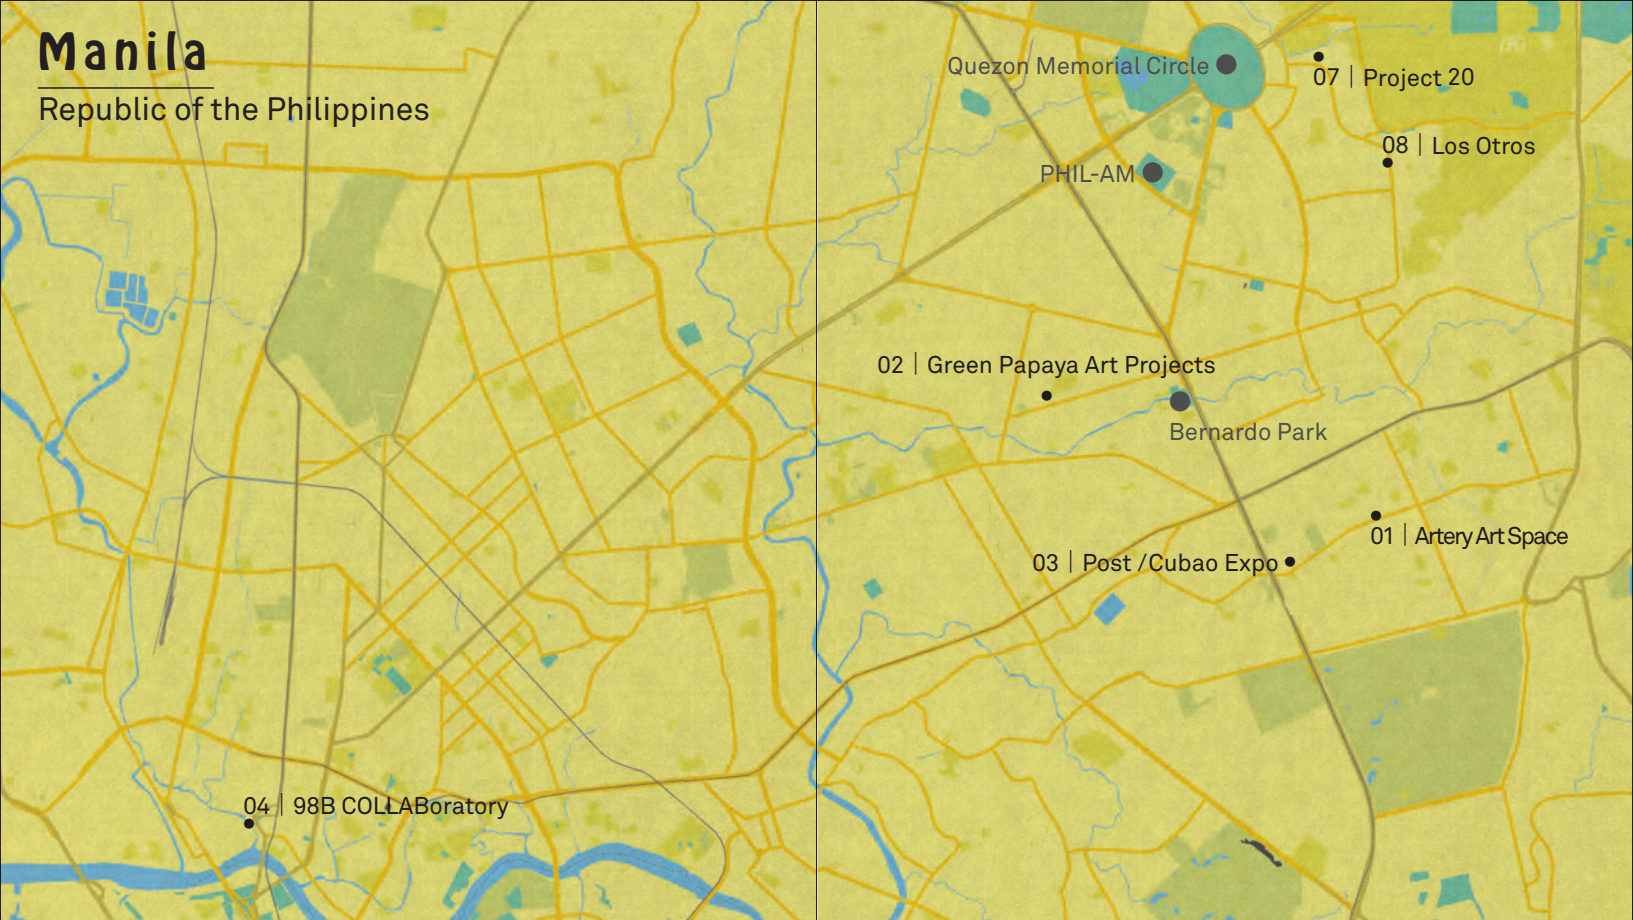 Manila
Republic of the Philippines
Quezon Memorial Circle
07 | Project 20
08 | Los Otros
PHIL-AM
02 | Green Papaya Art Projects
Bernardo Park
01 | Artery Art Space
03 | Post /Cubao Expo
04 | 98B COLLABoratory